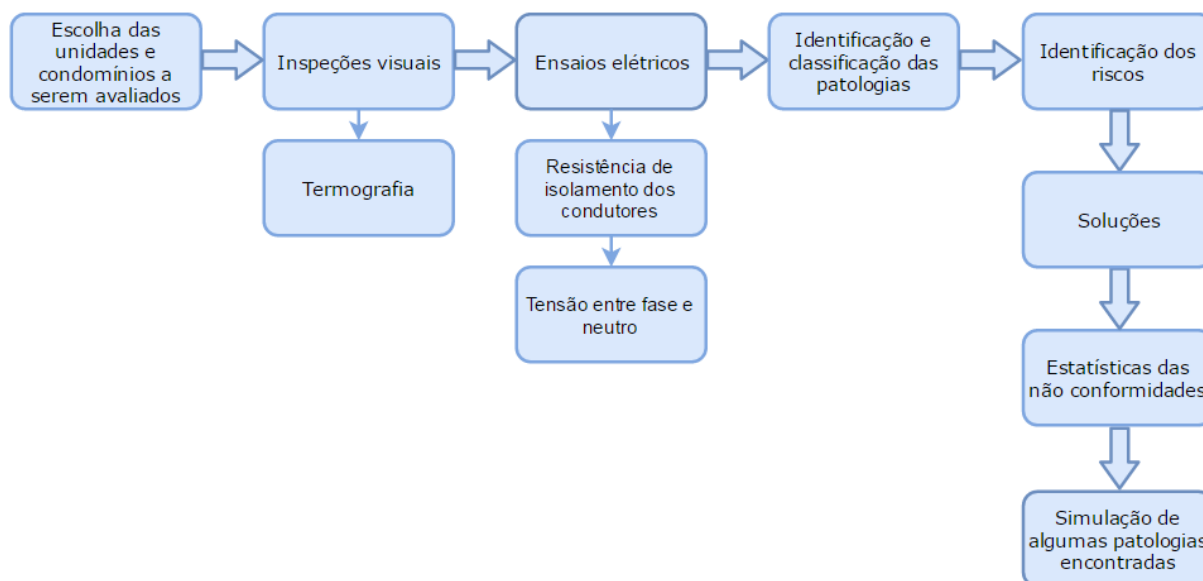 Escolha das
unidades e
condomínios a
serem avaliados
Inspeções visuais
Ensaios elétricos
Identificação e
classificação das
patologias
Identificação dos
riscos
Termografia
Resistência de
isolamento dos
condutores
Soluções
Tensão entre fase e
neutro
Estatísticas das
não conformidades
Simulação de
algumas patologias
encontradas